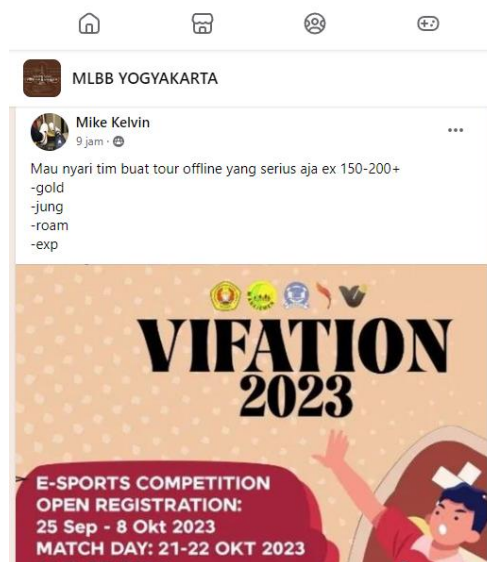 MLBB YOGYAKARTA
Mike Kelvin
9 jam ·
Mau nyari tim buat tour offline yang serius aja ex 150-200+
-gold
-jung
-roam
-exp
VIFATION
2023
E-SPORTS COMPETITION
OPEN REGISTRATION:
25 Sep - 8 Okt 2023
MATCH DAY: 21-22 OKT 2023